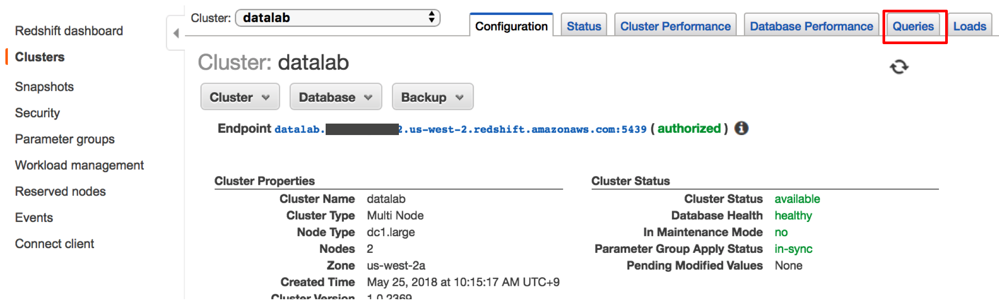 Redshift dashboard
Clusters
Snapshots
Security
Parameter groups
Workload management
Reserved nodes
Events
Connect client
Cluster: datalab
Configuration Status Cluster Performance Database Performance Queries Loads
Cluster: datalab
Cluster Database Backup
Endpoint datalab. 2.us-west-2.redshift.amazonaws.com:5439 ( authorized )
Cluster Properties
Cluster Name datalab
Cluster Type Multi Node
Node Type dc1.large
Nodes 2
Zone us-west-2a
Created Time May 25, 2018 at 10:15:17 AM UTC+9
Cluster Version 1.0.2369
Cluster Status
Cluster Status available
Database Health healthy
In Maintenance Mode no
Parameter Group Apply Status in-sync
Pending Modified Values None